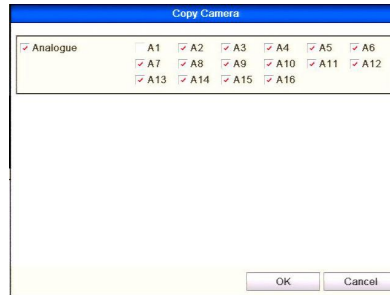 Copy Camera
Analogue A1 A2 A3 A4 A5 A6
A7 A8 A9 A10 A11 A12
A13 A14 A15 A16
OK Cancel